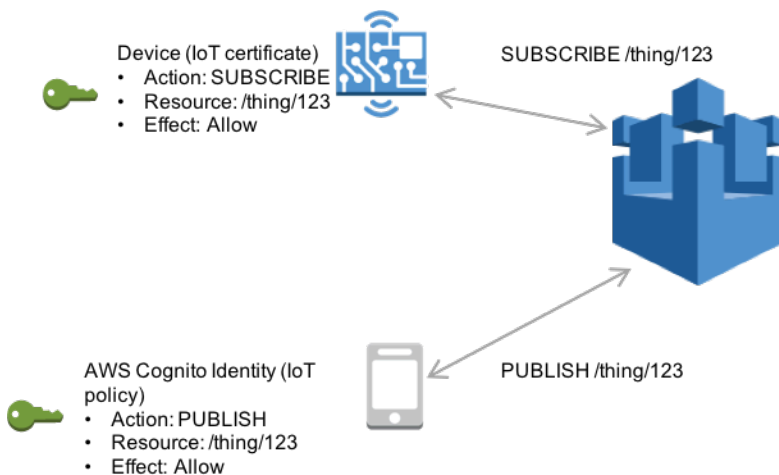 Device (IoT certificate)
• Action: SUBSCRIBE
• Resource: /thing/123
• Effect: Allow
SUBSCRIBE /thing/123
AWS Cognito Identity (IoT
policy)
• Action: PUBLISH
• Resource: /thing/123
• Effect: Allow
PUBLISH /thing/123